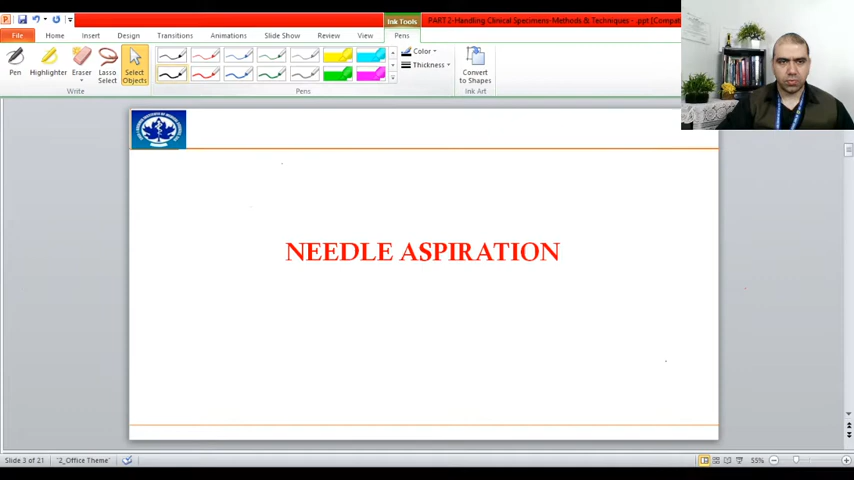 Ink Tools
PART 2-Handling Clinical Specimens-Methods & Techniques - .ppt [Compat
File Home Insert Design Transitions Animations Slide Show Review View Pens
Pen Highlighter Eraser Lasso Select Select Objects
Color
Thickness
Convert to Shapes
Write Pens Ink Art
NEEDLE ASPIRATION
Slide 3 of 21 "2_Office Theme" 55%